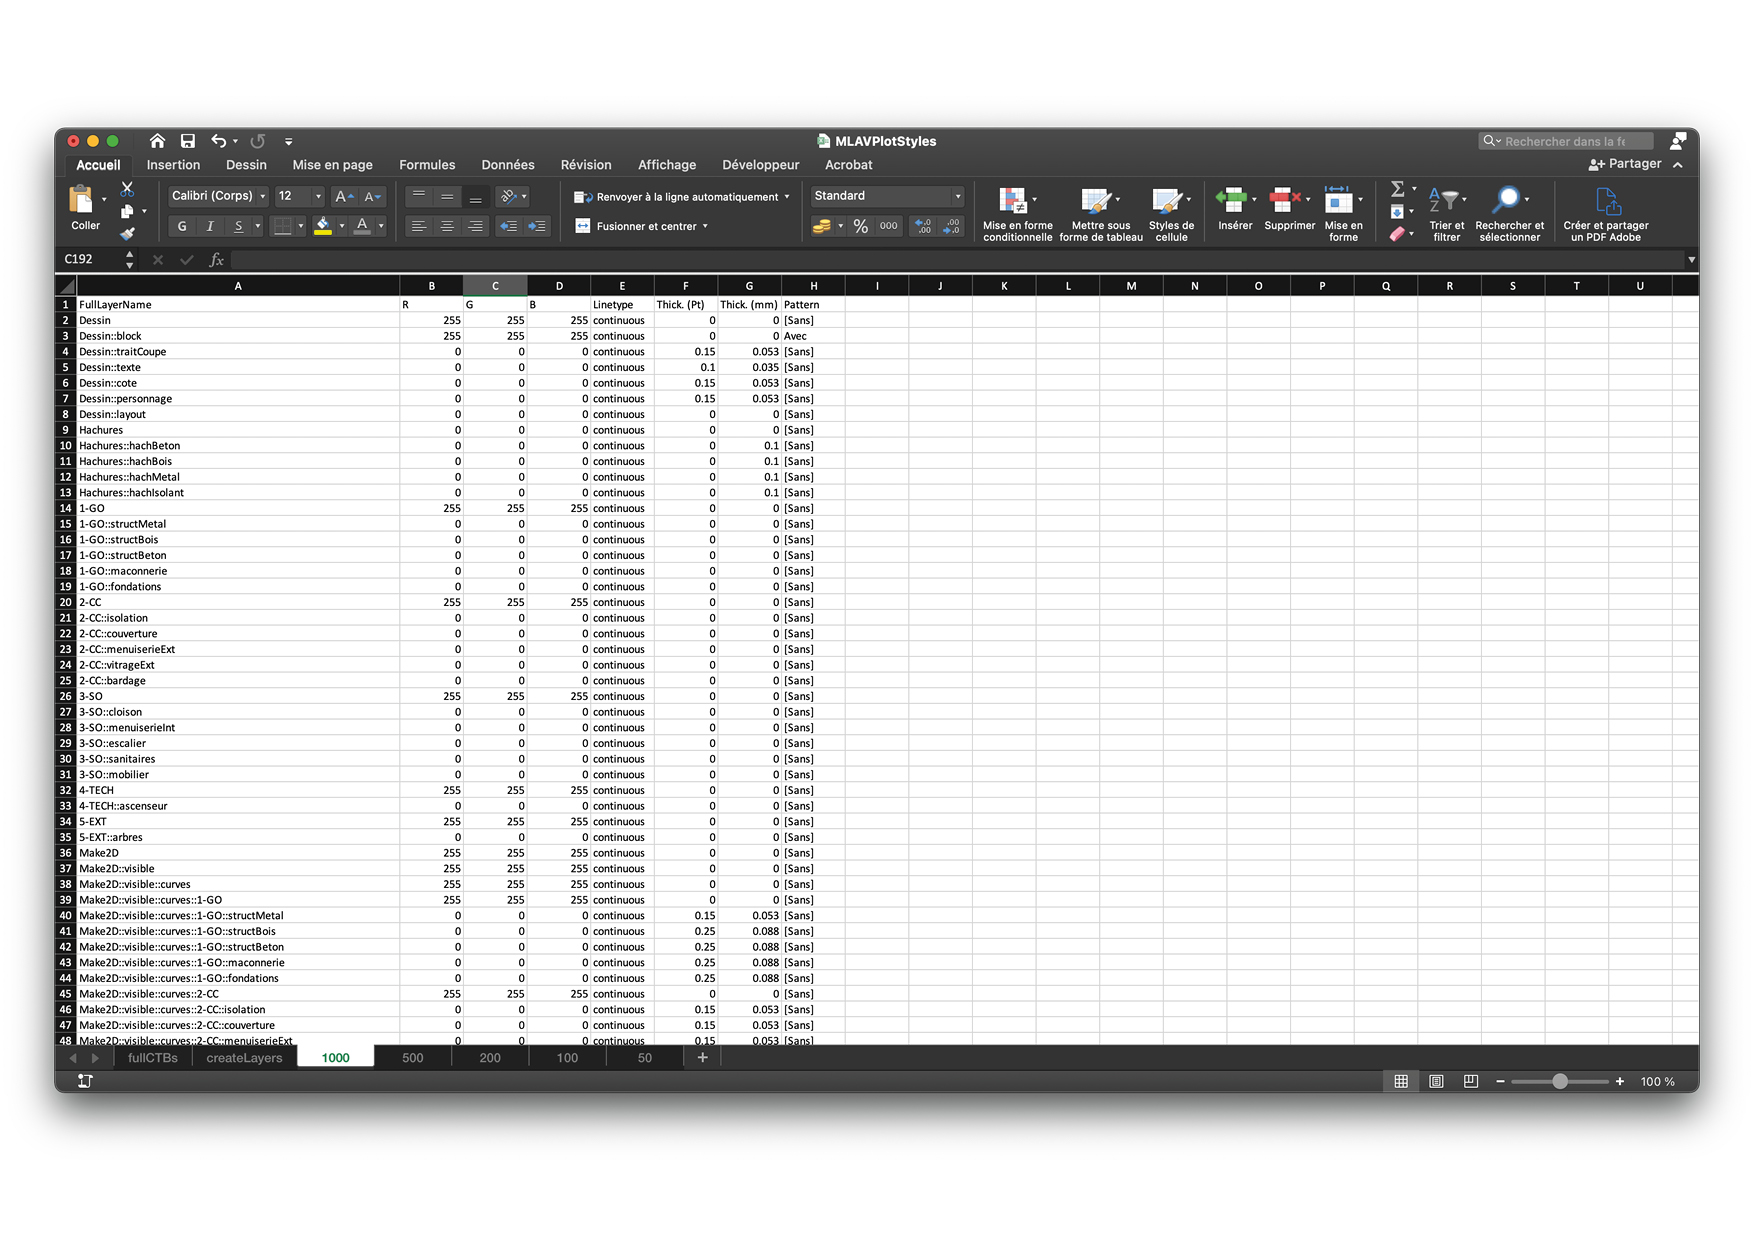 MLAVPlotStyles
Rechercher dans la fe
Accueil Insertion Dessin Mise en page Formules Données Révision Affichage Développeur Acrobat
Partager
Coller
Calibri (Corps) 12
G I S
Renvoyer à la ligne automatiquement
Fusionner et centrer
Standard
% 000
Mise en forme conditionnelle
Mettre sous forme de tableau
Styles de cellule
Insérer
Supprimer
Mise en forme
Trier et filtrer
Rechercher et sélectionner
Créer et partager un PDF Adobe
C192 fx
A B C D E F G H I J K L M N O P Q R S T U
1 FullLayerName R G B Linetype Thick. (Pt) Thick. (mm) Pattern
2 Dessin 255 255 255 continuous 0 0 [Sans]
3 Dessin::block 255 255 255 continuous 0 0 Avec
4 Dessin::traitCoupe 0 0 0 continuous 0.15 0.053 [Sans]
5 Dessin::texte 0 0 0 continuous 0.1 0.035 [Sans]
6 Dessin::cote 0 0 0 continuous 0.15 0.053 [Sans]
7 Dessin::personnage 0 0 0 continuous 0.15 0.053 [Sans]
8 Dessin::layout 0 0 0 continuous 0 0 [Sans]
9 Hachures 0 0 0 continuous 0 0 [Sans]
10 Hachures::hachBeton 0 0 0 continuous 0 0.1 [Sans]
11 Hachures::hachBois 0 0 0 continuous 0 0.1 [Sans]
12 Hachures::hachMetal 0 0 0 continuous 0 0.1 [Sans]
13 Hachures::hachIsolant 0 0 0 continuous 0 0.1 [Sans]
14 1-GO 255 255 255 continuous 0 0 [Sans]
15 1-GO::structMetal 0 0 0 continuous 0 0 [Sans]
16 1-GO::structBois 0 0 0 continuous 0 0 [Sans]
17 1-GO::structBeton 0 0 0 continuous 0 0 [Sans]
18 1-GO::maconnerie 0 0 0 continuous 0 0 [Sans]
19 1-GO::fondations 0 0 0 continuous 0 0 [Sans]
20 2-CC 255 255 255 continuous 0 0 [Sans]
21 2-CC::isolation 0 0 0 continuous 0 0 [Sans]
22 2-CC::couverture 0 0 0 continuous 0 0 [Sans]
23 2-CC::menuiserieExt 0 0 0 continuous 0 0 [Sans]
24 2-CC::vitrageExt 0 0 0 continuous 0 0 [Sans]
25 2-CC::bardage 0 0 0 continuous 0 0 [Sans]
26 3-SO 255 255 255 continuous 0 0 [Sans]
27 3-SO::cloison 0 0 0 continuous 0 0 [Sans]
28 3-SO::menuiserieInt 0 0 0 continuous 0 0 [Sans]
29 3-SO::escalier 0 0 0 continuous 0 0 [Sans]
30 3-SO::sanitaires 0 0 0 continuous 0 0 [Sans]
31 3-SO::mobilier 0 0 0 continuous 0 0 [Sans]
32 4-TECH 255 255 255 continuous 0 0 [Sans]
33 4-TECH::ascenseur 0 0 0 continuous 0 0 [Sans]
34 5-EXT 255 255 255 continuous 0 0 [Sans]
35 5-EXT::arbres 0 0 0 continuous 0 0 [Sans]
36 Make2D 255 255 255 continuous 0 0 [Sans]
37 Make2D::visible 255 255 255 continuous 0 0 [Sans]
38 Make2D::visible::curves 255 255 255 continuous 0 0 [Sans]
39 Make2D::visible::curves::1-GO 255 255 255 continuous 0 0 [Sans]
40 Make2D::visible::curves::1-GO::structMetal 0 0 0 continuous 0.15 0.053 [Sans]
41 Make2D::visible::curves::1-GO::structBois 0 0 0 continuous 0.25 0.088 [Sans]
42 Make2D::visible::curves::1-GO::structBeton 0 0 0 continuous 0.25 0.088 [Sans]
43 Make2D::visible::curves::1-GO::maconnerie 0 0 0 continuous 0.25 0.088 [Sans]
44 Make2D::visible::curves::1-GO::fondations 0 0 0 continuous 0.25 0.088 [Sans]
45 Make2D::visible::curves::2-CC 255 255 255 continuous 0 0 [Sans]
46 Make2D::visible::curves::2-CC::isolation 0 0 0 continuous 0.15 0.053 [Sans]
47 Make2D::visible::curves::2-CC::couverture 0 0 0 continuous 0.15 0.053 [Sans]
48 Make2D::visible::curves::2-CC::menuiserieExt 0 0 0 continuous 0.15 0.053 [Sans]
fullCTBs createLayers 1000 500 200 100 50 +
100 %